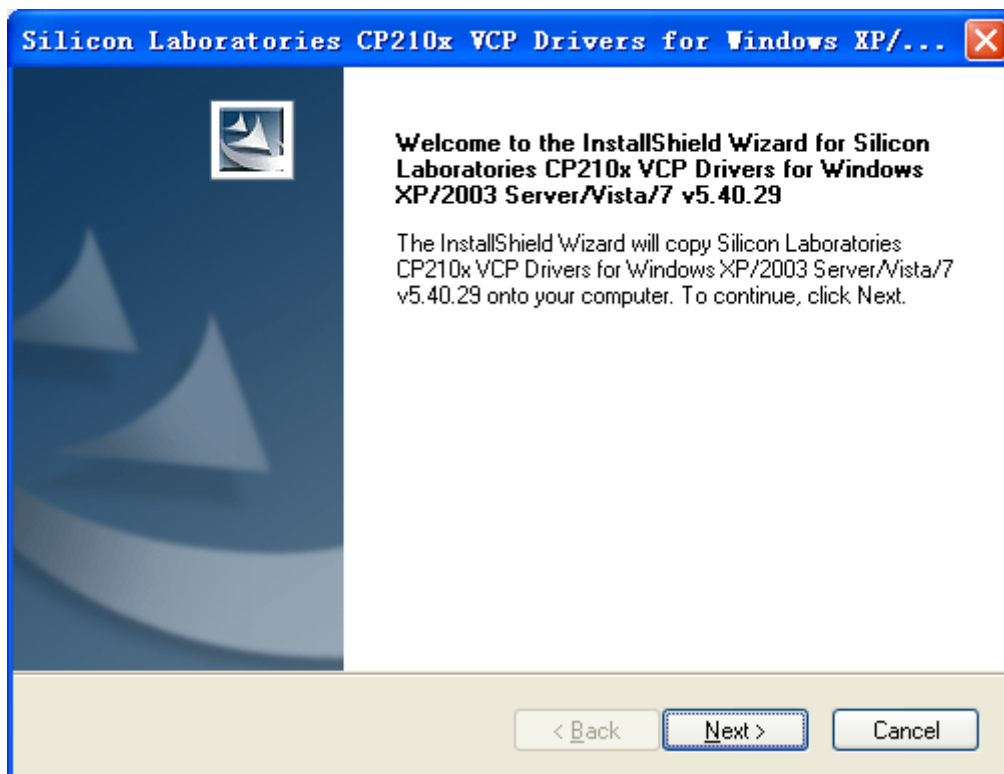 Silicon Laboratories CP210x VCP Drivers for Windows XP/...
Welcome to the InstallShield Wizard for Silicon
Laboratories CP210x VCP Drivers for Windows
XP/2003 Server/Vista/7 v5.40.29
The InstallShield Wizard will copy Silicon Laboratories
CP210x VCP Drivers for Windows XP/2003 Server/Vista/7
v5.40.29 onto your computer. To continue, click Next.
< Back
Next >
Cancel